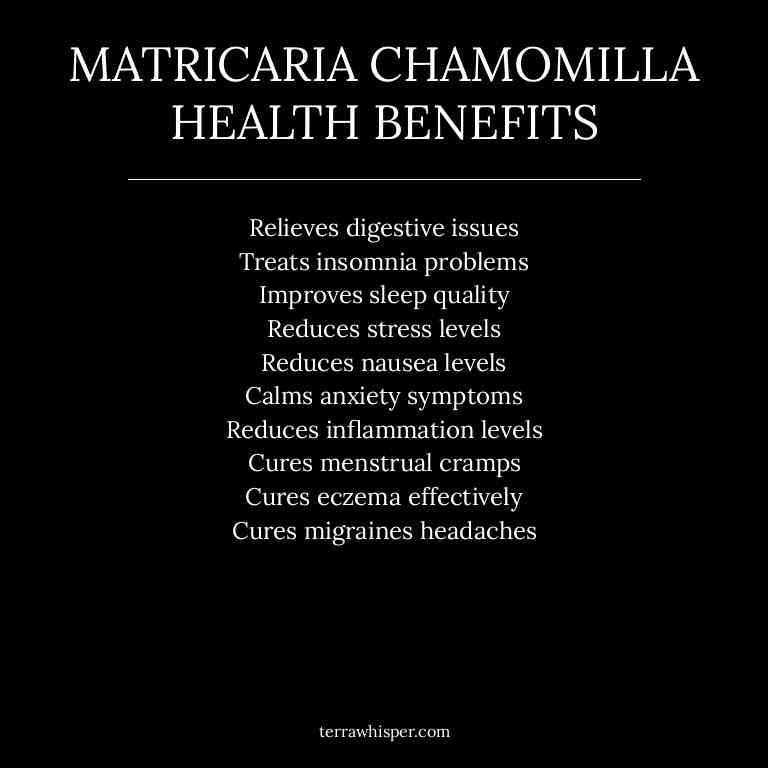 MATRICARIA CHAMOMILLA
HEALTH BENEFITS
Relieves digestive issues
Treats insomnia problems
Improves sleep quality
Reduces stress levels
Reduces nausea levels
Calms anxiety symptoms
Reduces inflammation levels
Cures menstrual cramps
Cures eczema effectively
Cures migraines headaches
terrawhisper.com